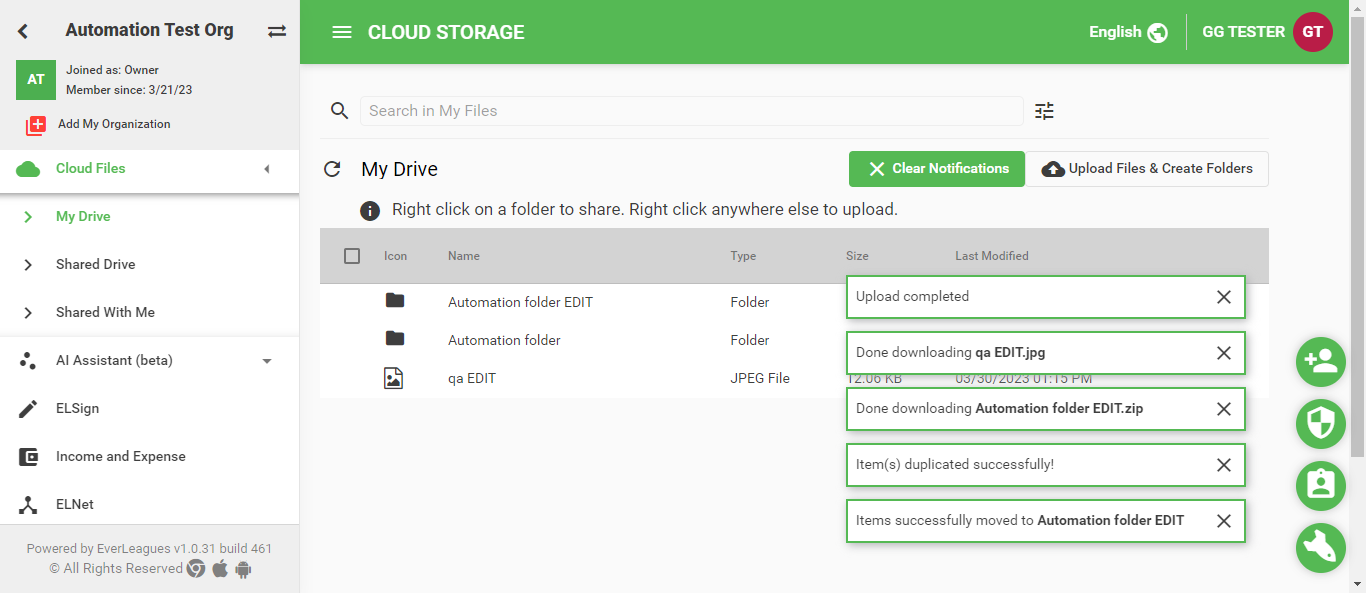 Automation Test Org
AT
Joined as: Owner
Member since: 3/21/23
Add My Organization
Cloud Files
My Drive
Shared Drive
Shared With Me
AI Assistant (beta)
ELSign
Income and Expense
ELNet
Powered by EverLeagues v1.0.31 build 461
© All Rights Reserved
CLOUD STORAGE
English
GG TESTER
GT
Search in My Files
My Drive
Clear Notifications
Upload Files & Create Folders
Right click on a folder to share. Right click anywhere else to upload.
Icon Name Type Size Last Modified
Automation folder EDIT Folder
Automation folder Folder
qa EDIT JPEG File 12.06 KB 03/30/2023 01:15 PM
Upload completed
Done downloading qa EDIT.jpg
Done downloading Automation folder EDIT.zip
Item(s) duplicated successfully!
Items successfully moved to Automation folder EDIT